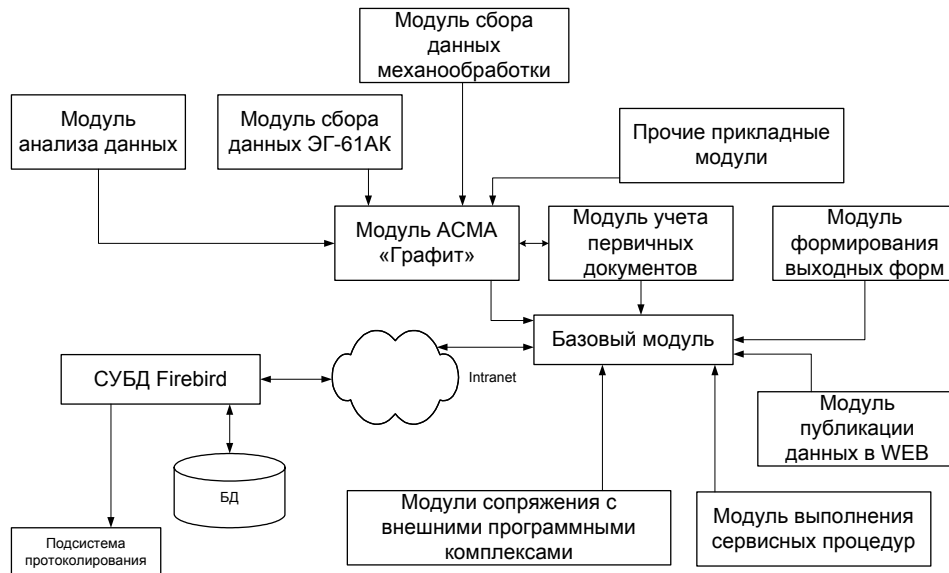 Модуль сбора
данных
механообработки
Модуль
анализа данных
Модуль сбора
данных ЭГ-61АК
Прочие прикладные
модули
Модуль АСМА
«Графит»
Модуль учета
первичных
документов
Модуль
формирования
выходных форм
Базовый модуль
СУБД Firebird
Intranet
БД
Модуль
публикации
данных в WEB
Модули сопряжения с
внешними программными
комплексами
Модуль выполнения
сервисных процедур
Подсистема
протоколирования